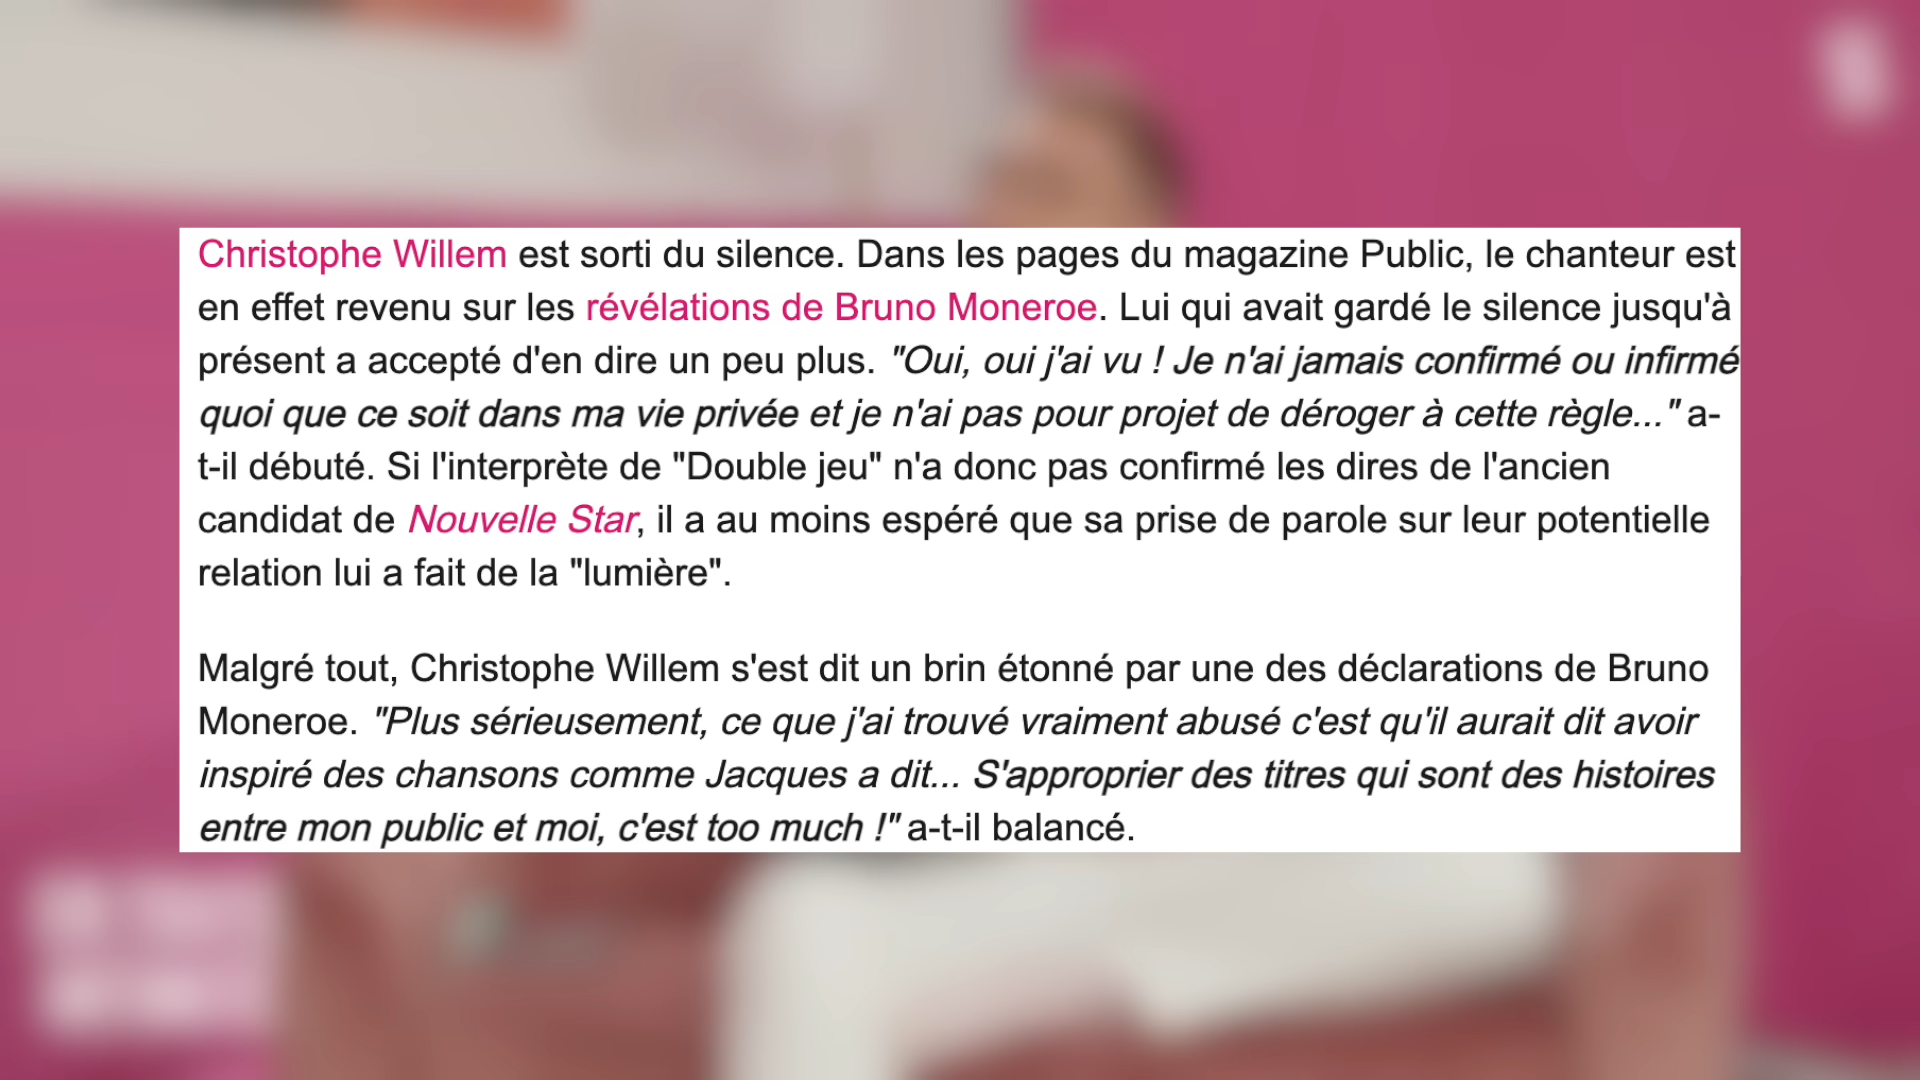 Christophe Willem est sorti du silence. Dans les pages du magazine Public, le chanteur est
en effet revenu sur les révélations de Bruno Moneroe. Lui qui avait gardé le silence jusqu'à
présent a accepté d'en dire un peu plus. "Oui, oui j'ai vu ! Je n'ai jamais confirmé ou infirmé
quoi que ce soit dans ma vie privée et je n'ai pas pour projet de déroger à cette règle..." a-
t-il débuté. Si l'interprète de "Double jeu" n'a donc pas confirmé les dires de l'ancien
candidat de Nouvelle Star, il a au moins espéré que sa prise de parole sur leur potentielle
relation lui a fait de la "lumière".
Malgré tout, Christophe Willem s'est dit un brin étonné par une des déclarations de Bruno
Moneroe. "Plus sérieusement, ce que j'ai trouvé vraiment abusé c'est qu'il aurait dit avoir
inspiré des chansons comme Jacques a dit... S'approprier des titres qui sont des histoires
entre mon public et moi, c'est too much !" a-t-il balancé.